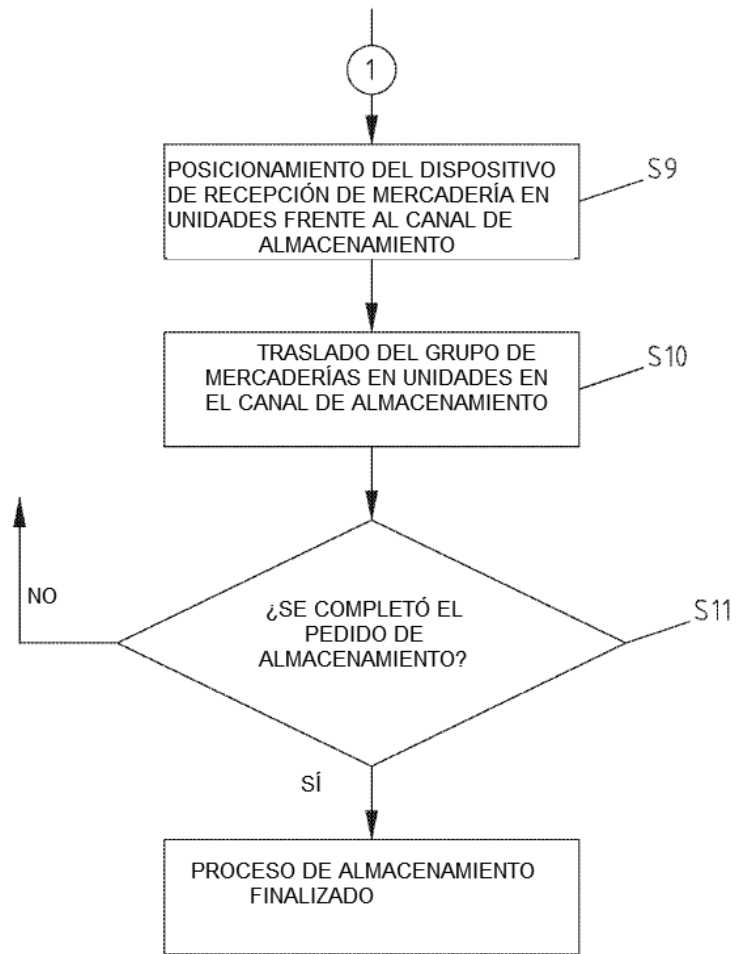 1
POSICIONAMIENTO DEL DISPOSITIVO
DE RECEPCIÓN DE MERCADERÍA EN
UNIDADES FRENTE AL CANAL DE
ALMACENAMIENTO
S9
TRASLADO DEL GRUPO DE
MERCADERÍAS EN UNIDADES EN
EL CANAL DE ALMACENAMIENTO
S10
NO
¿SE COMPLETÓ EL
PEDIDO DE
ALMACENAMIENTO?
S11
SÍ
PROCESO DE ALMACENAMIENTO
FINALIZADO